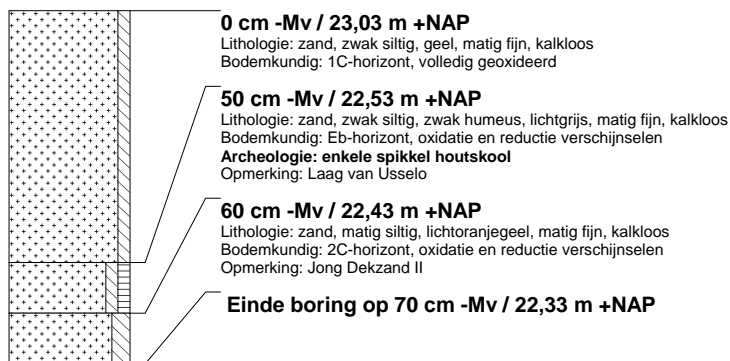 0 cm -Mv / 23,03 m +NAP
Lithologie: zand, zwak siltig, geel, matig fijn, kalkloos
Bodemkundig: 1C-horizont, volledig geoxideerd
50 cm -Mv / 22,53 m +NAP
Lithologie: zand, zwak siltig, zwak humeus, lichtgrijs, matig fijn, kalkloos
Bodemkundig: Eb-horizont, oxidatie en reductie verschijnselen
Archeologie: enkele spikkel houtskool
Opmerking: Laag van Usselo
60 cm -Mv / 22,43 m +NAP
Lithologie: zand, matig siltig, lichtoranjegeel, matig fijn, kalkloos
Bodemkundig: 2C-horizont, oxidatie en reductie verschijnselen
Opmerking: Jong Dekzand II
Einde boring op 70 cm -Mv / 22,33 m +NAP